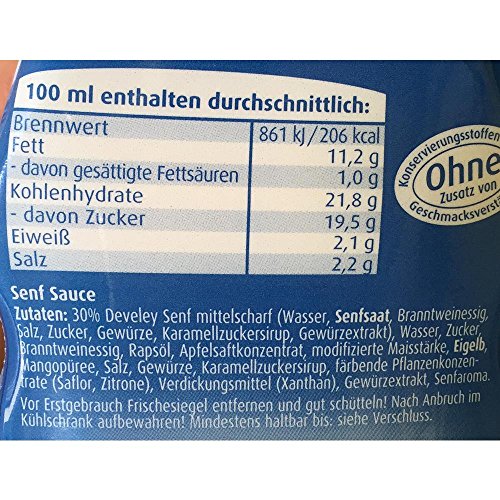 100 ml enthalten durchschnittlich:
Brennwert 861 kJ/206 kcal
Fett 11,2 g
- davon gesättigte Fettsäuren 1,0 g
Kohlenhydrate 21,8 g
- davon Zucker 19,5 g
Eiweiß 2,1 g
Salz 2,2 g
Konservierungsstoffen
Ohne
Zusatz von
Geschmacksverstä
Senf Sauce
Zutaten: 30% Develey Senf mittelscharf (Wasser, Senfsaat, Branntweinessig,
Salz, Zucker, Gewürze, Karamellzuckersirup, Gewürzextrakt), Wasser, Zucker,
Branntweinessig, Rapsöl, Apfelsaftkonzentrat, modifizierte Maisstärke, Eigelb,
Mangopüree, Salz, Gewürze, Karamellzuckersirup, färbende Pflanzenkonzen-
trate (Saflor, Zitrone), Verdickungsmittel (Xanthan), Gewürzextrakt, Senfaroma.
Vor Erstgebrauch Frischesiegel entfernen und gut schütteln! Nach Anbruch im
Kühlschrank aufbewahren! Mindestens haltbar bis: siehe Verschluss.